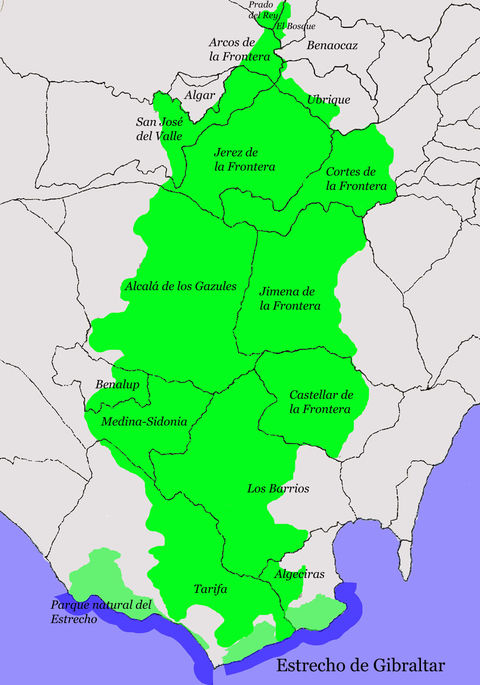 Prado
del Rey
El Bosque
Arcos de
la Frontera
Benaocaz
Algar
Ubrique
San José
del Valle
Jerez de
la Frontera
Cortes de
la Frontera
Alcalá de los Gazules
Jimena de
la Frontera
Benalup
Castellar de
la Frontera
Medina-Sidonia
Los Barrios
Algeciras
Tarifa
Parque natural del
Estrecho
Estrecho de Gibraltar